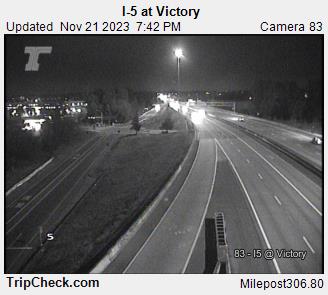 I-5 at Victory
Updated Nov 21 2023 7:42 PM Camera 83
T
S
83 - I5 @ Victory
TripCheck.com Milepost306.80